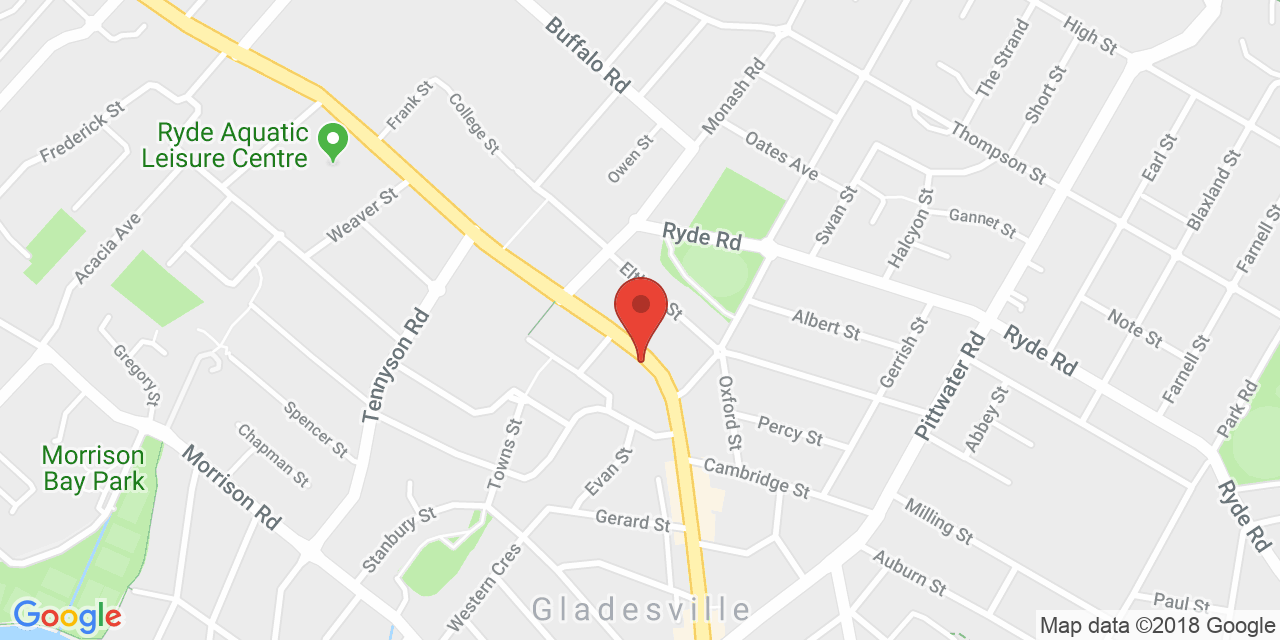 High St
The Strand
Buffalo Rd
Short St
Monash Rd
Frank St
College St
Frederick St
Ryde Aquatic
Leisure Centre
Owen St
Oates Ave
Thompson St
Earl St
Blaxland St
Weaver St
Acacia Ave
Swan St
Halcyon St
Gannet St
Farnell St
Ryde Rd
Albert St
Note St
Gerrish St
Ryde Rd
Tennyson Rd
Gregory St
Pittwater Rd
Farnell St
Park Rd
Oxford St
Abbey St
Spencer St
Percy St
Chapman St
Towns St
Morrison
Bay Park
Evan St
Cambridge St
Morrison Rd
Milling St
Ryde Rd
Gerard St
Stanbury St
Western Cres
Auburn St
Paul St
Gladesville
Google
Map data ©2018 Google